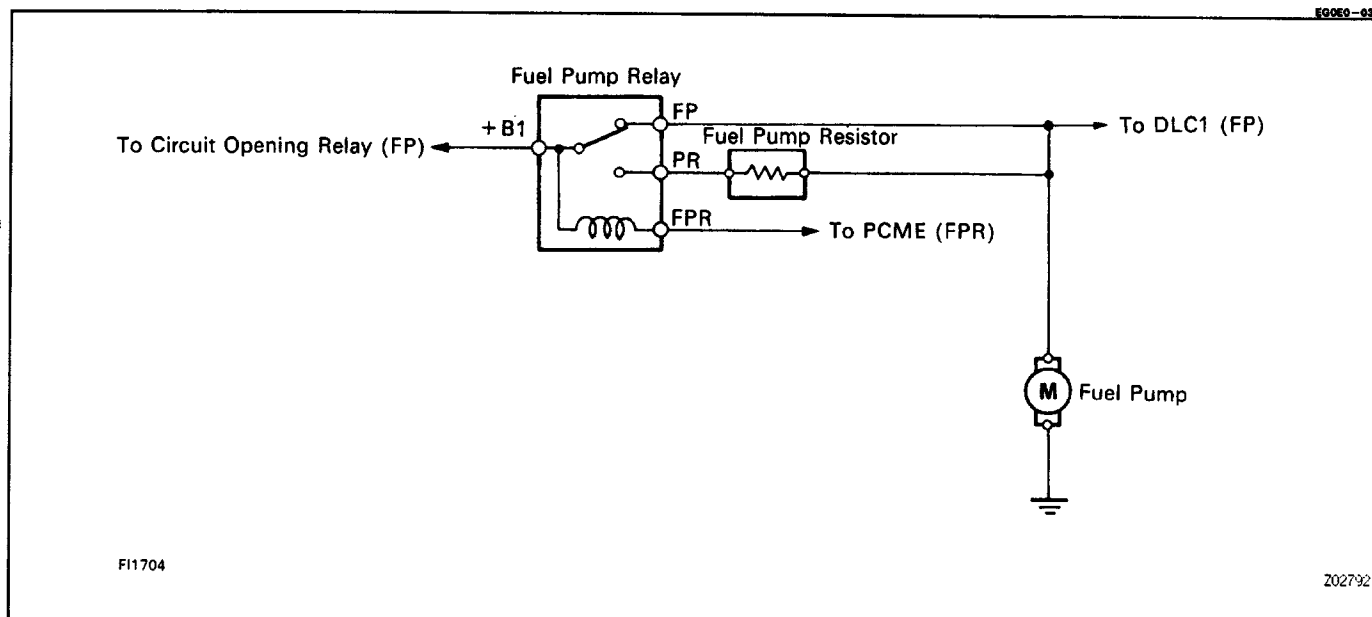 EG0E0-03
Fuel Pump Relay
FP
+B1
Fuel Pump Resistor
To DLC1 (FP)
To Circuit Opening Relay (FP)
PR
FPR
To PCME (FPR)
M
Fuel Pump
FI1704
Z02792